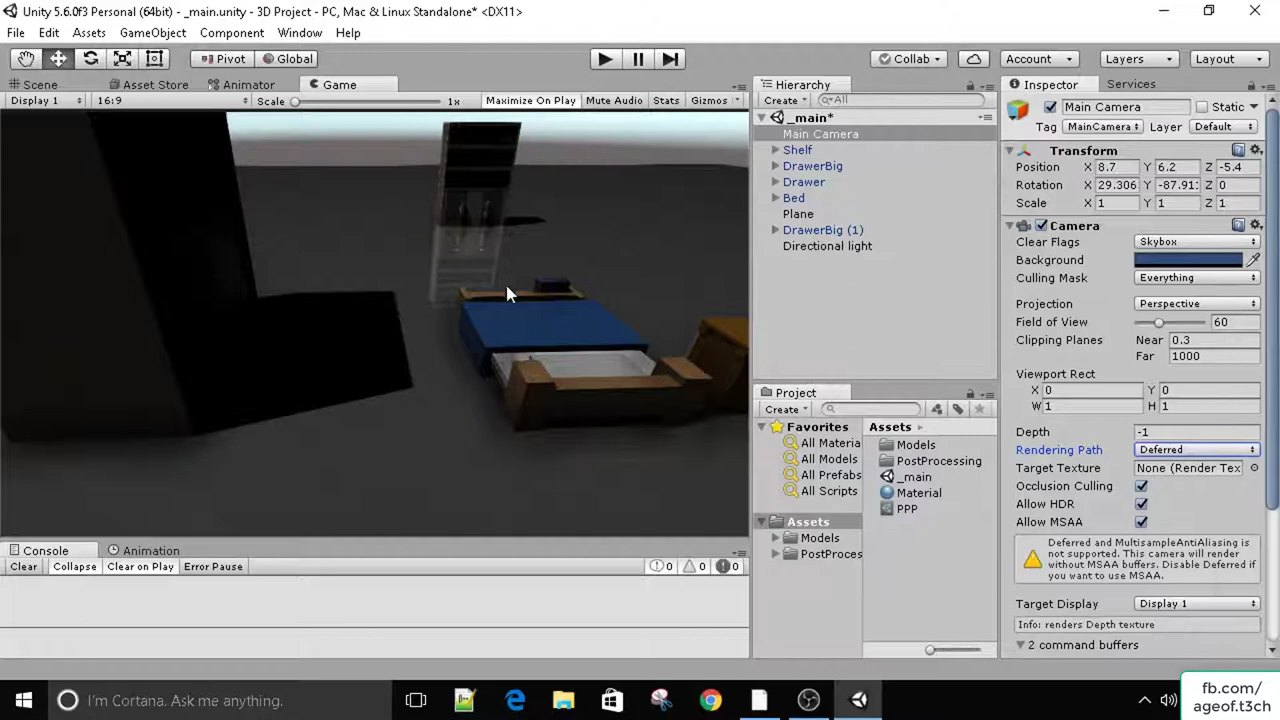 Unity 5.6.0f3 Personal (64bit) - _main.unity - 3D Project - PC, Mac & Linux Standalone* <DX11>
File Edit Assets GameObject Component Window Help
Pivot Global Collab Account Layers Layout
Scene Asset Store Animator Game
Display 1 16:9 Scale 1x Maximize On Play Mute Audio Stats Gizmos
Hierarchy
Create All
_main*
Main Camera
Shelf
DrawerBig
Drawer
Bed
Plane
DrawerBig (1)
Directional light
Project
Create
Favorites
All Materia
All Models
All Prefabs
All Scripts
Assets
Models
PostProces
Assets
Models
PostProcessing
_main
Material
PPP
Inspector Services
Main Camera Static
Tag MainCamera Layer Default
Transform
Position X 8.7 Y 6.2 Z -5.4
Rotation X 29.306 Y -87.91: Z 0
Scale X 1 Y 1 Z 1
Camera
Clear Flags Skybox
Background
Culling Mask Everything
Projection Perspective
Field of View 60
Clipping Planes Near 0.3
Far 1000
Viewport Rect
X 0 Y 0
W 1 H 1
Depth -1
Rendering Path Deferred
Target Texture None (Render Tex
Occlusion Culling
Allow HDR
Allow MSAA
Deferred and MultisampleAntiAliasing is
not supported. This camera will render
without MSAA buffers. Disable Deferred if
you want to use MSAA.
Target Display Display 1
Info: renders Depth texture
2 command buffers
Console Animation
Clear Collapse Clear on Play Error Pause 0 0 0
I'm Cortana. Ask me anything.
fb.com/
ageof.t3ch